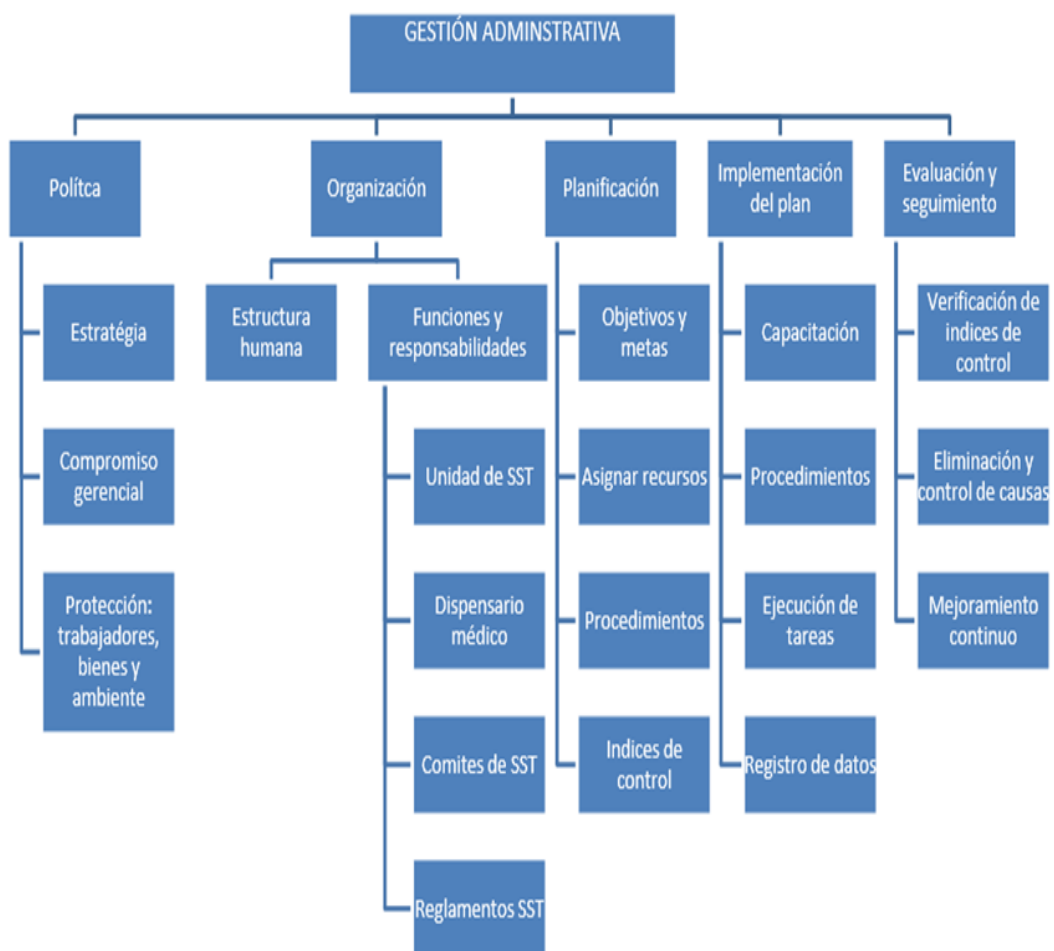 GESTIÓN ADMINSTRATIVA
Polítca
Organización
Planificación
Implementación
del plan
Evaluación y
seguimiento
Estratégia
Compromiso
gerencial
Protección:
trabajadores,
bienes y
ambiente
Estructura
humana
Funciones y
responsabilidades
Unidad de SST
Dispensario
médico
Comites de SST
Reglamentos SST
Objetivos y
metas
Asignar recursos
Procedimientos
Indices de
control
Capacitación
Procedimientos
Ejecución de
tareas
Registro de datos
Verificación de
indices de
control
Eliminación y
control de causas
Mejoramiento
continuo